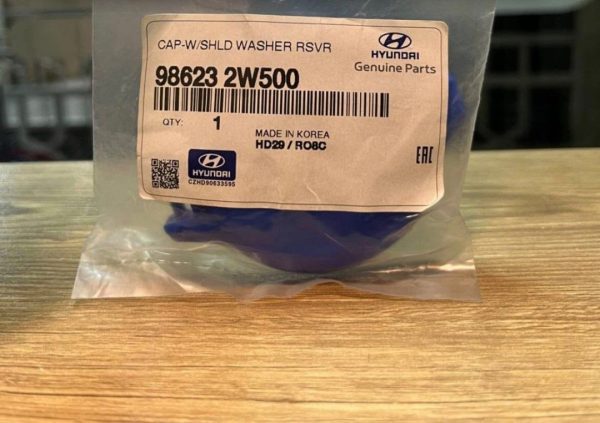 CAP-W/SHLD WASHER RSVR
HYUNDAI
Genuine Parts
98623 2W500
QTY: 1
MADE IN KOREA
HD29 / RO8C
EAC
HYUNDAI
CZHD90633595